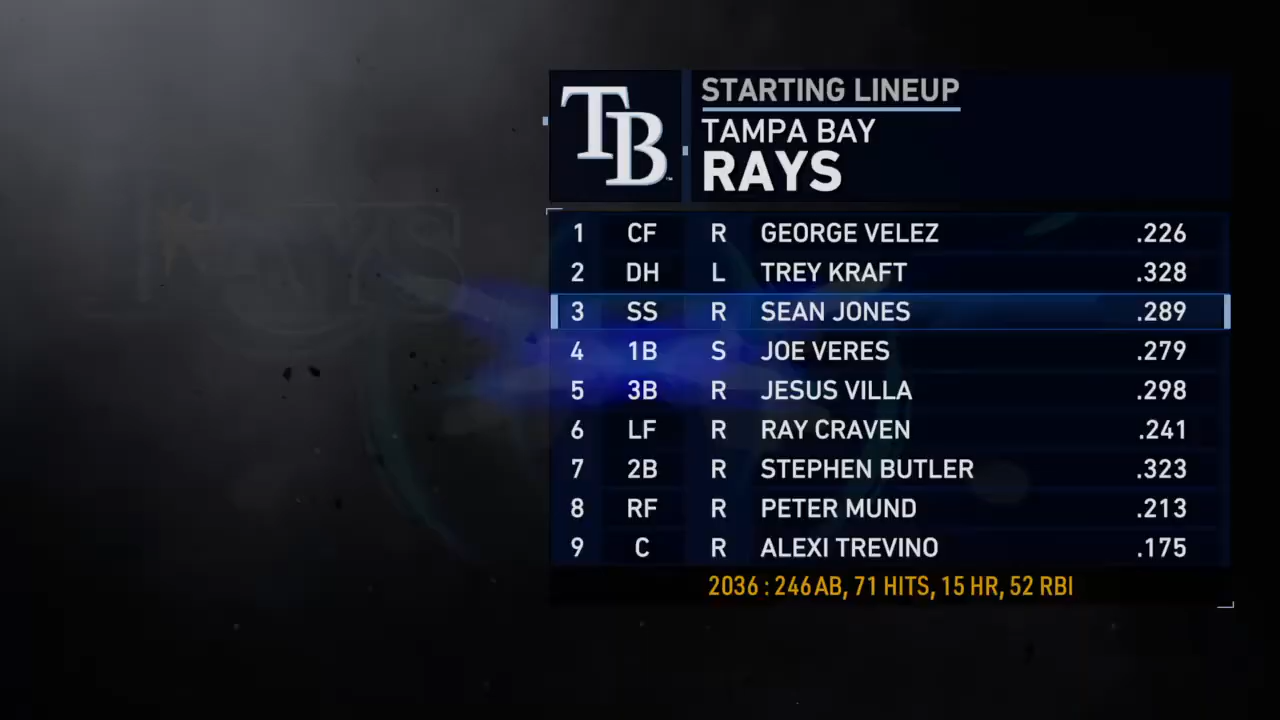 TB
STARTING LINEUP
TAMPA BAY
RAYS
1 CF R GEORGE VELEZ .226
2 DH L TREY KRAFT .328
3 SS R SEAN JONES .289
4 1B S JOE VERES .279
5 3B R JESUS VILLA .298
6 LF R RAY CRAVEN .241
7 2B R STEPHEN BUTLER .323
8 RF R PETER MUND .213
9 C R ALEXI TREVINO .175
2036 : 246 AB, 71 HITS, 15 HR, 52 RBI